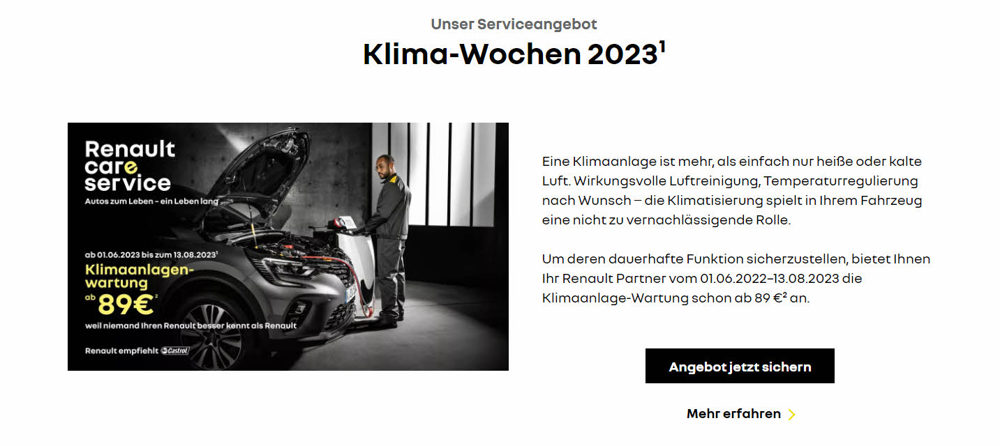 Unser Serviceangebot
Klima-Wochen 2023¹
Renault
care
service
Autos zum Leben – ein Leben lang
ab 01.06.2023 bis zum 13.08.2023¹
Klimaanlagen-
wartung
ab 89€²
weil niemand Ihren Renault besser kennt als Renault
Renault empfiehlt Castrol
Eine Klimaanlage ist mehr, als einfach nur heiße oder kalte
Luft. Wirkungsvolle Luftreinigung, Temperaturregulierung
nach Wunsch – die Klimatisierung spielt in Ihrem Fahrzeug
eine nicht zu vernachlässigende Rolle.
Um deren dauerhafte Funktion sicherzustellen, bietet Ihnen
Ihr Renault Partner vom 01.06.2022–13.08.2023 die
Klimaanlage-Wartung schon ab 89 €² an.
Angebot jetzt sichern
Mehr erfahren